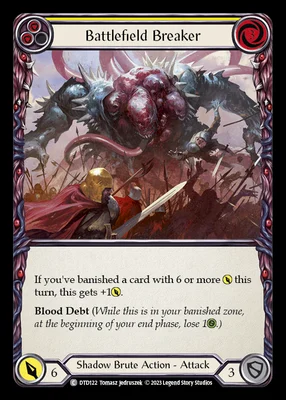 Battlefield Breaker
If you've banished a card with 6 or more this
turn, this gets +1.
Blood Debt (While this is in your banished zone,
at the beginning of your end phase, lose 1.)
6
Shadow Brute Action - Attack
3
C DTD122 Tomasz Jedruszek © 2023 Legend Story Studios